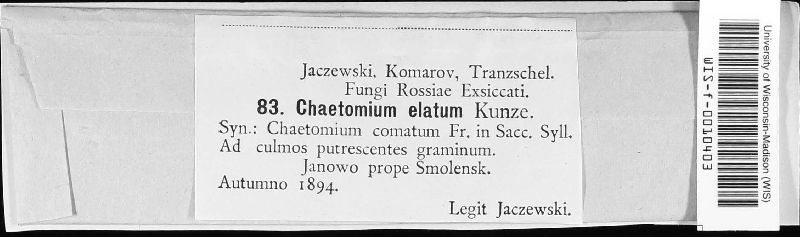 Jaczewski, Komarov, Tranzschel.
Fungi Rossiae Exsiccati.
83. Chaetomium elatum Kunze.
Syn.: Chaetomium comatum Fr. in Sacc. Syll.
Ad culmos putrescentes graminum.
Janowo prope Smolensk.
Autumno 1894.
Legit Jaczewski.
University of Wisconsin-Madison (WIS)
WIS-f-0010403